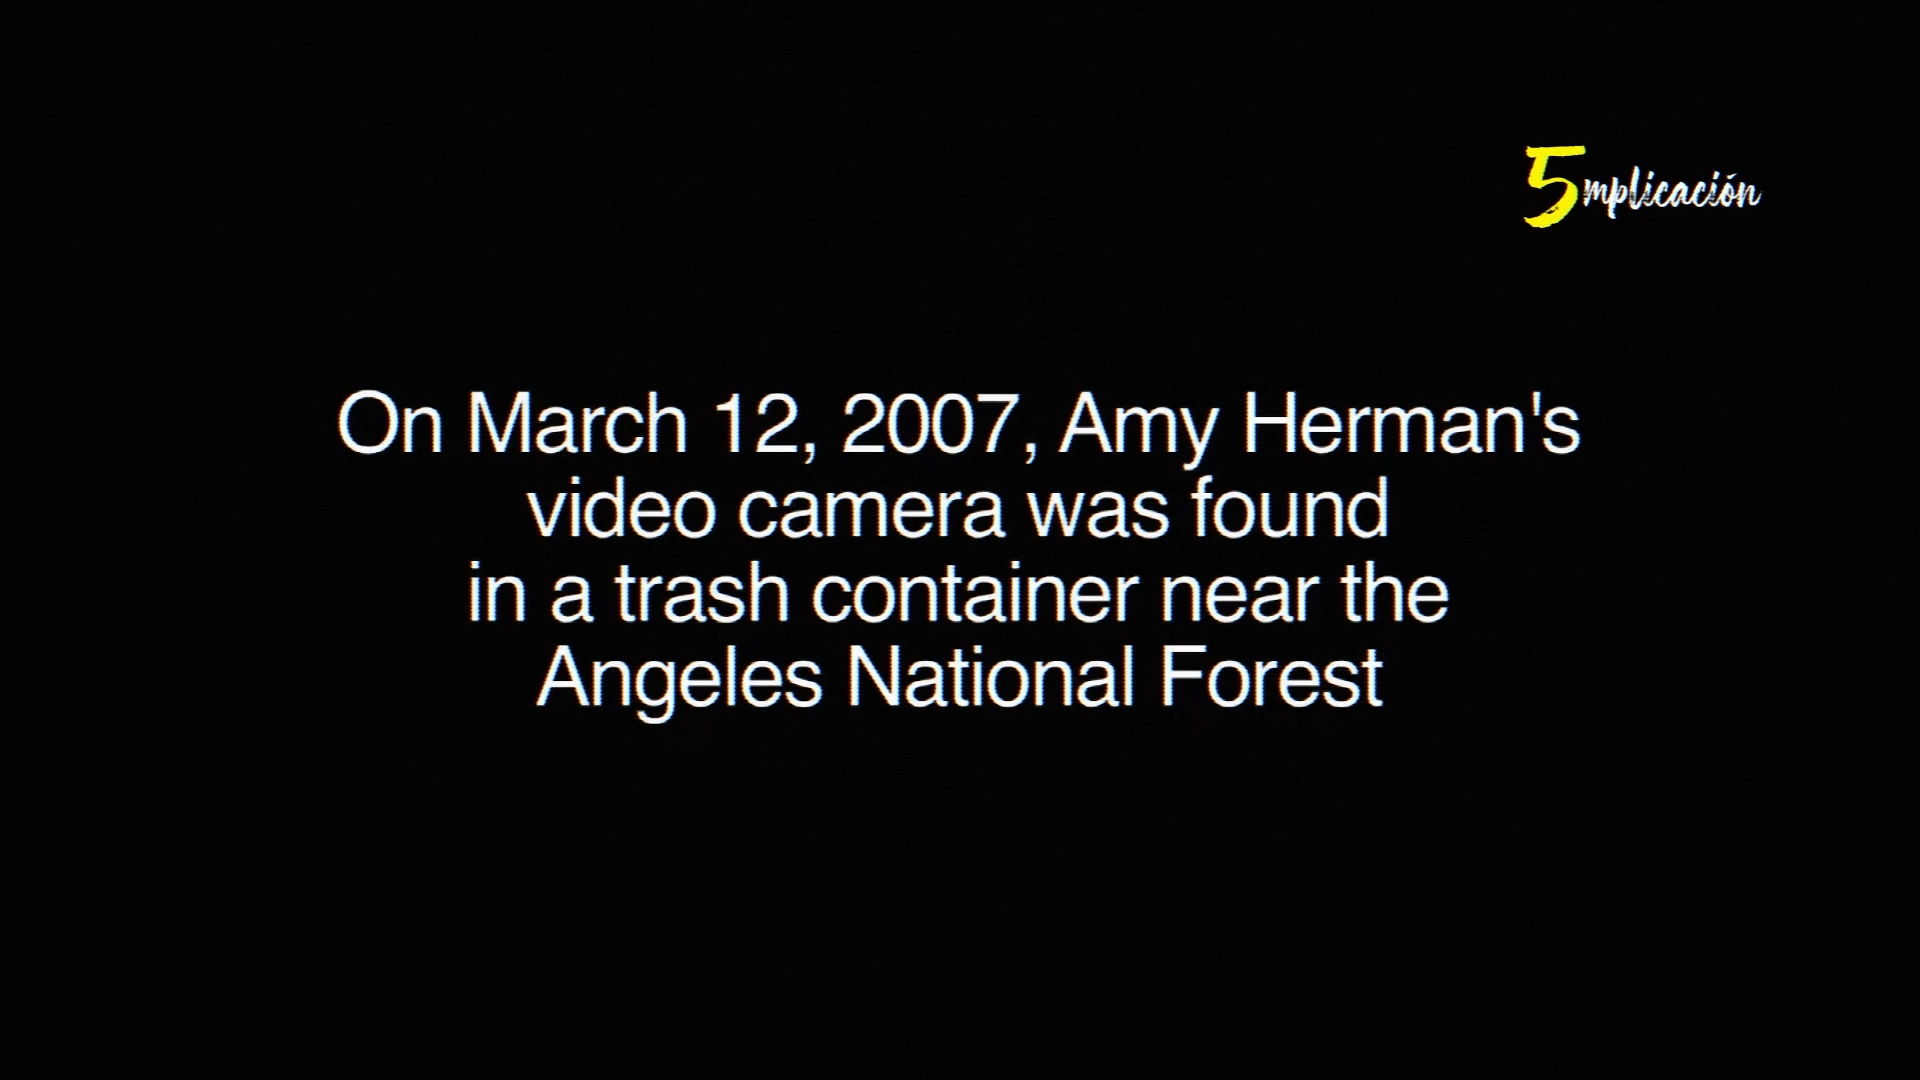 5mplicación
On March 12, 2007, Amy Herman's
video camera was found
in a trash container near the
Angeles National Forest